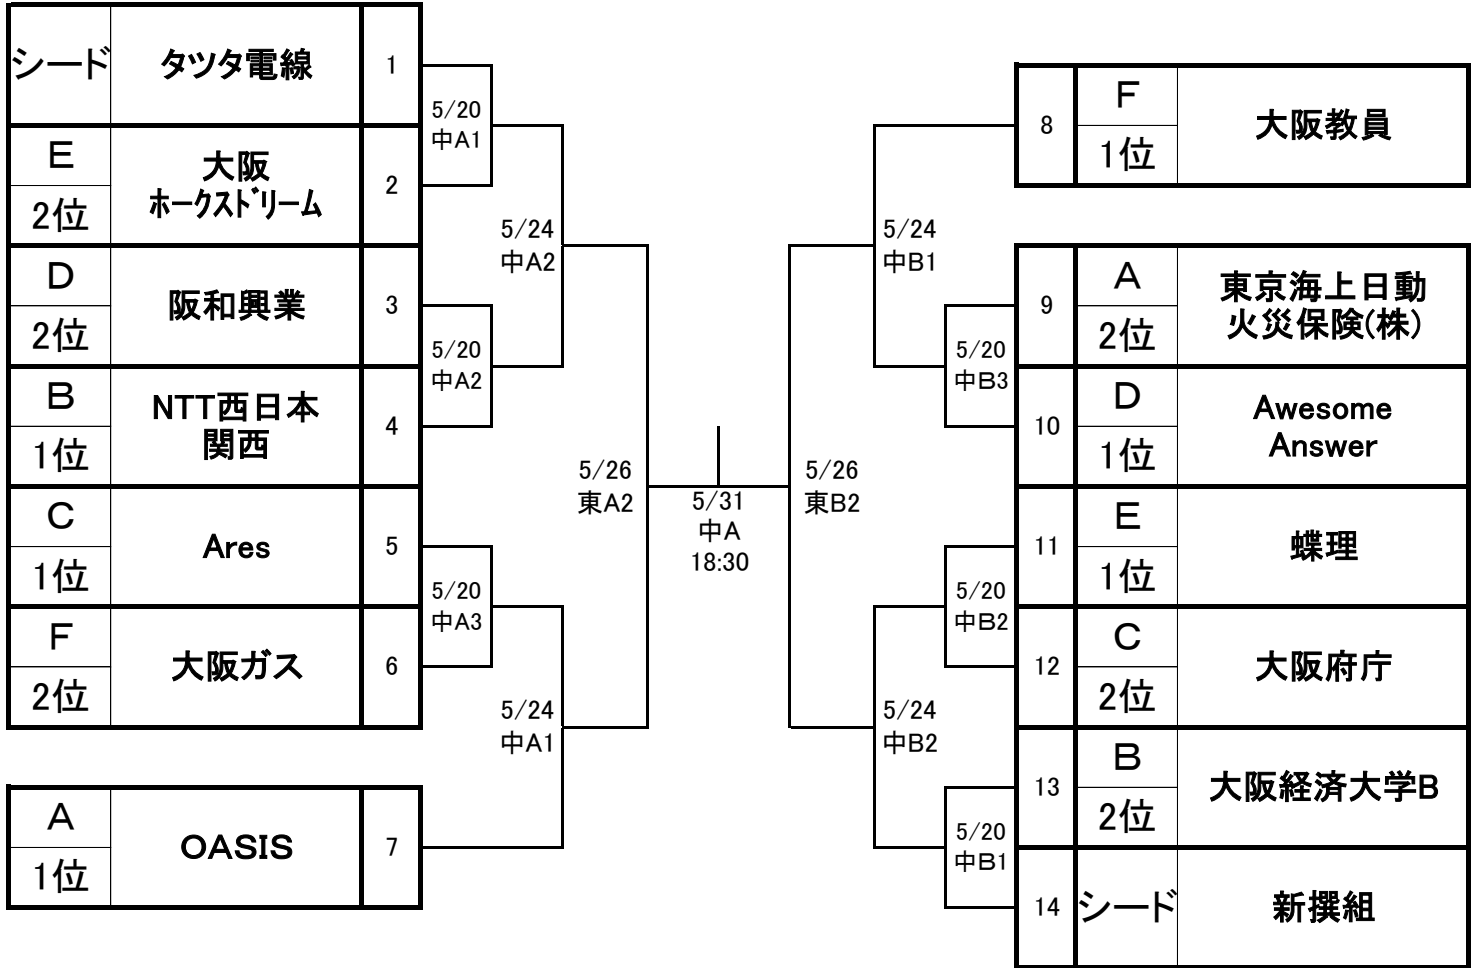 シード
タツタ電線
1
E
2位
大阪
ホークスドリーム
2
D
2位
阪和興業
3
B
1位
NTT西日本
関西
4
C
1位
Ares
5
F
2位
大阪ガス
6
A
1位
OASIS
7
5/20
中A1
5/20
中A2
5/20
中A3
5/24
中A2
5/24
中A1
5/26
東A2
5/31
中A
18:30
5/26
東B2
5/24
中B1
5/24
中B2
5/20
中B3
5/20
中B2
5/20
中B1
8
F
1位
大阪教員
9
A
2位
東京海上日動
火災保険(株)
10
D
1位
Awesome
Answer
11
E
1位
蝶理
12
C
2位
大阪府庁
13
B
2位
大阪経済大学B
14
シード
新撰組